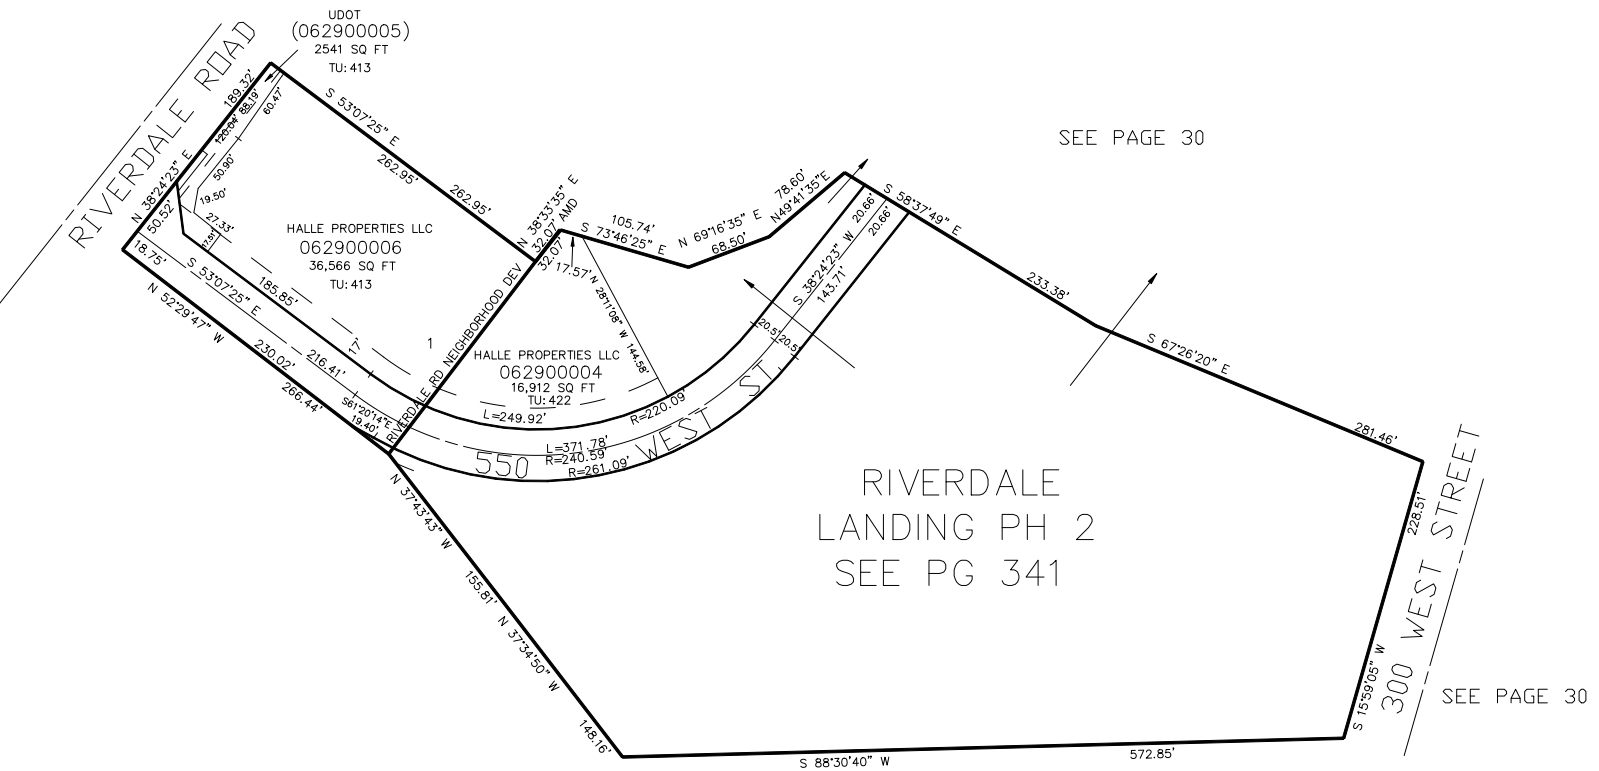 UDOT
(062900005)
2541 SQ FT
TU: 413
RIVERDALE ROAD
189.32'
120.04'
88.19'
60.47'
N 38°24'23" E
50.52'
50.90'
19.50'
27.33'
S 53°07'25" E
262.95'
262.95'
HALLE PROPERTIES LLC
062900006
36,566 SQ FT
TU: 413
18.75'
S 53°07'25" E
185.85'
17'
1
N 52°29'47" W
230.02'
216.41'
266.44'
S61°20'14"E
19.40'
RIVERDALE RD NEIGHBORHOOD DEV
N 38°33'35" E
32.07' AMD
32.07'
17.57'
105.74'
S 73°46'25" E
N 69°16'35" E
68.50'
78.60'
N49°41'35"E
SEE PAGE 30
20.66'
20.66'
S 58°37'49" E
233.38'
S 38°24'23" W
143.71'
20.51'
20.51'
N 28°11'08" W
144.58'
HALLE PROPERTIES LLC
062900004
16,912 SQ FT
TU: 422
L=249.92'
R=220.09'
L=371.78'
R=240.59'
R=261.09'
550 WEST ST.
S 67°26'20" E
281.46'
228.51'
S 15°59'05" W
300 WEST STREET
SEE PAGE 30
RIVERDALE
LANDING PH 2
SEE PG 341
N 37°43'43" W
155.81'
N 37°34'50" W
148.16'
S 88°30'40" W
572.85'